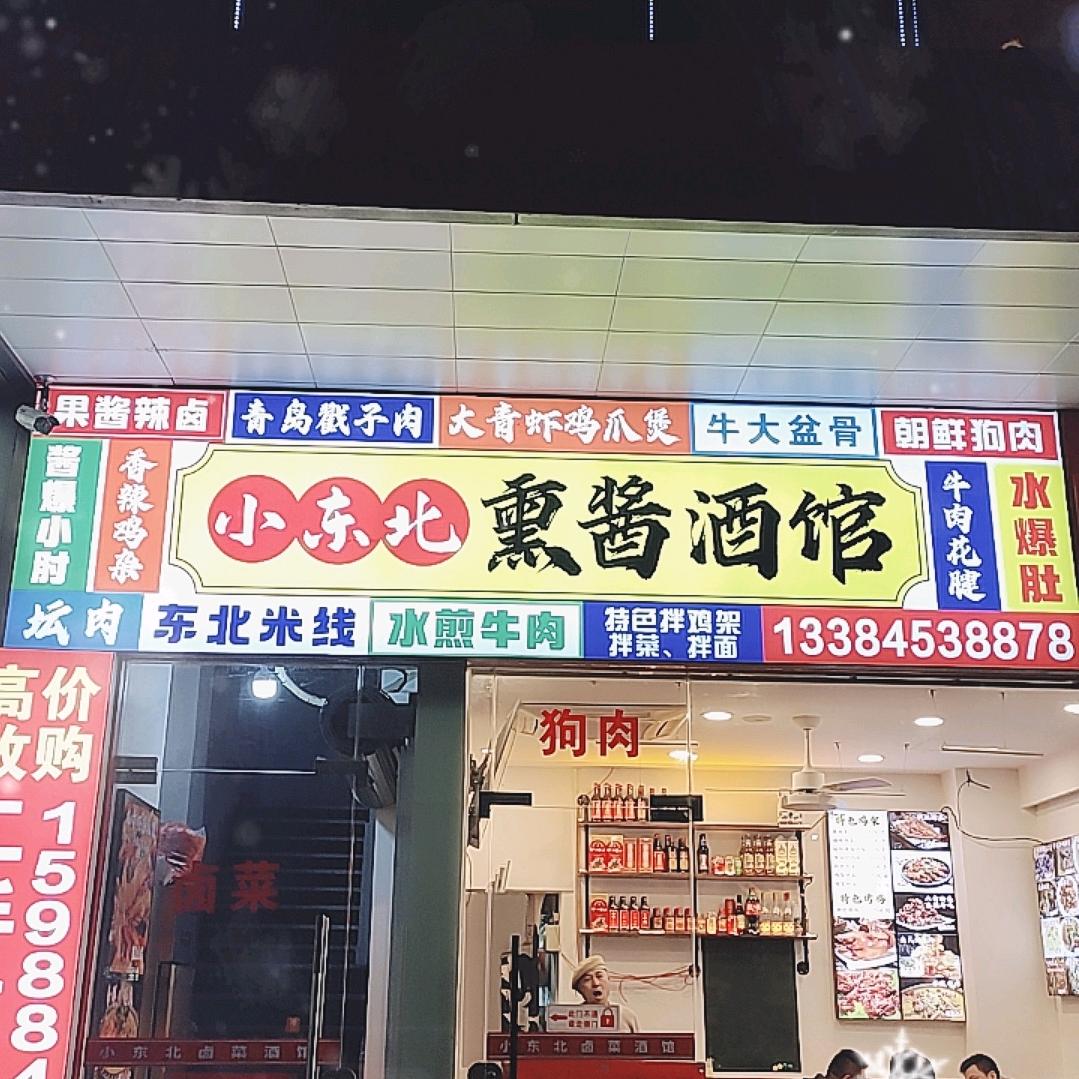 果酱辣卤
青岛戳子肉
大青虾鸡爪煲
牛大盆骨
朝鲜狗肉
酱爆小肘
香辣鸡杂
小东北熏酱酒馆
牛肉花腱
水爆肚
坛肉
东北米线
水煎牛肉
特色拌鸡架
拌菜、拌面
13384538878
高价
收购
15988
狗肉
卤菜
小东北卤菜酒馆
小东北卤菜酒馆